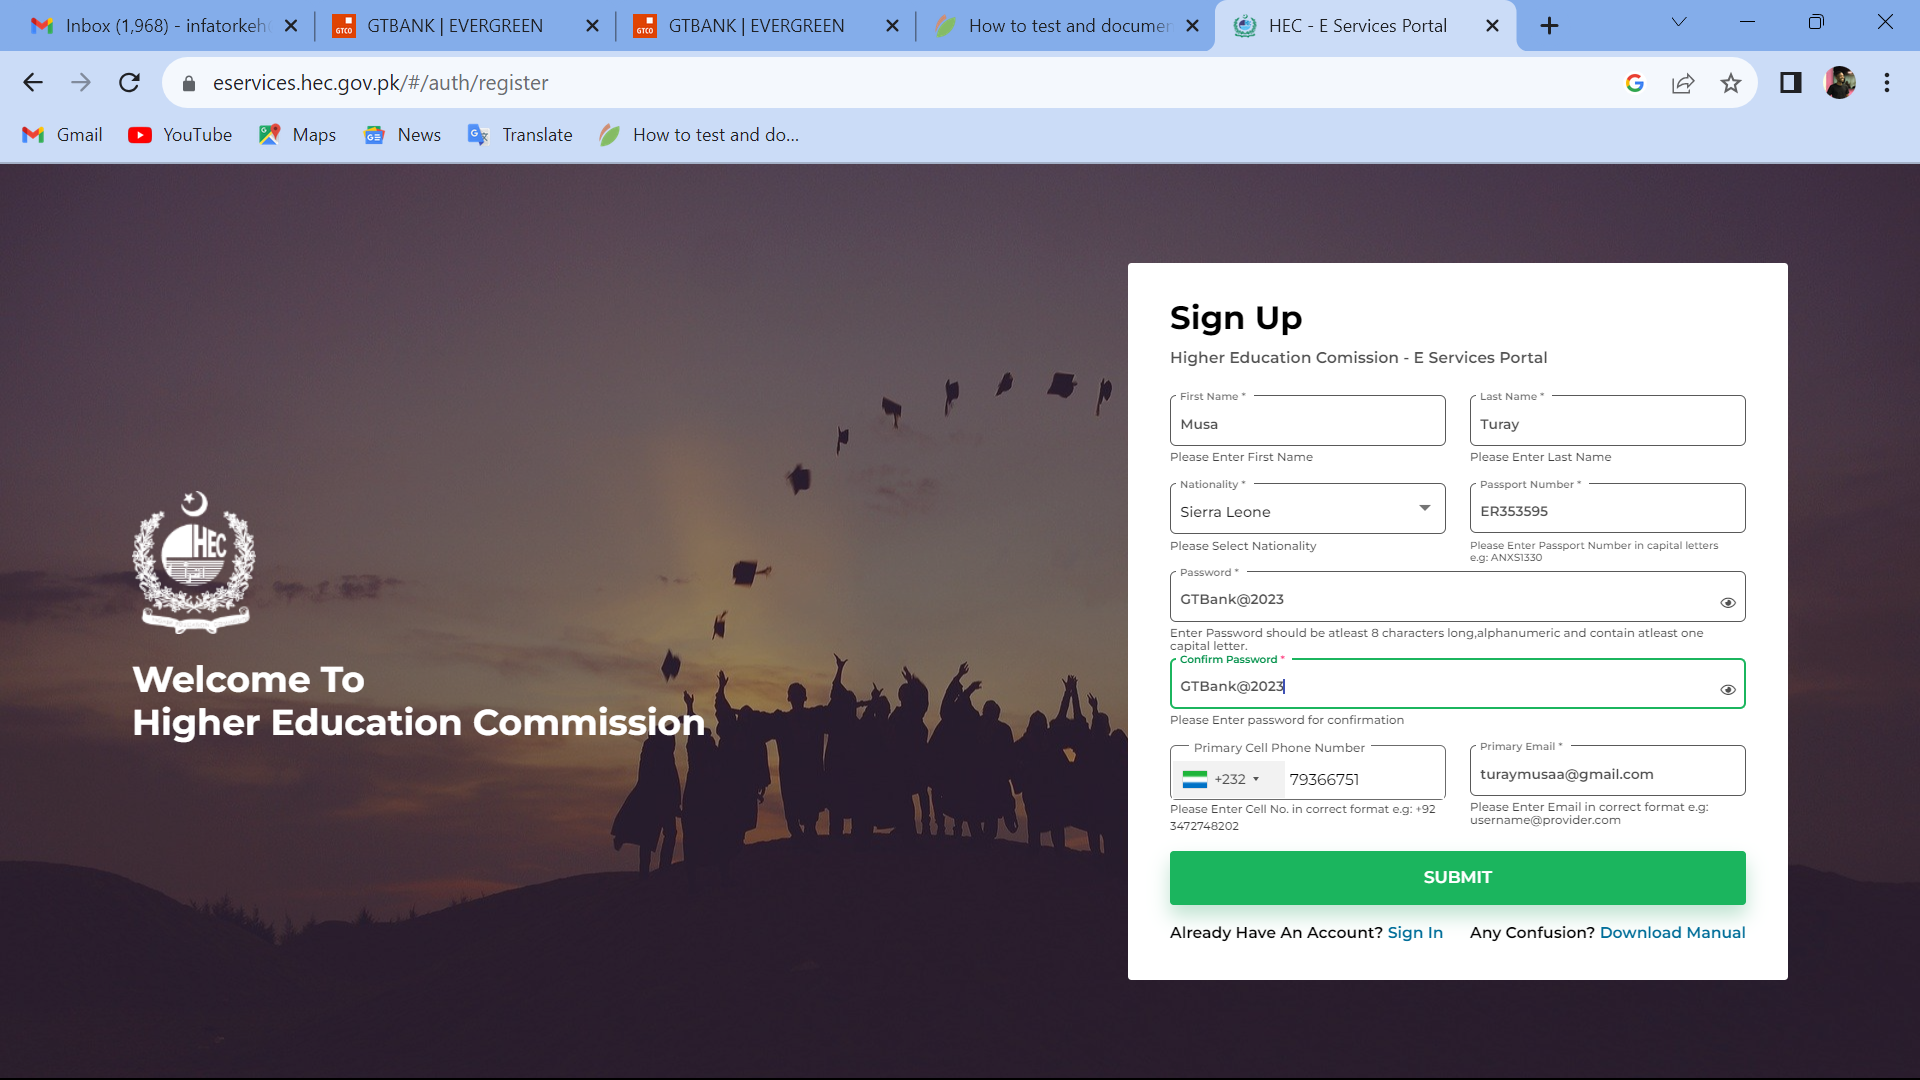 Inbox (1,968) - infatorkeh
GTBANK | EVERGREEN
GTBANK | EVERGREEN
How to test and documen
HEC - E Services Portal
eservices.hec.gov.pk/#/auth/register
Gmail
YouTube
Maps
News
Translate
How to test and do...
HEC
Welcome To
Higher Education Commission
Sign Up
Higher Education Comission - E Services Portal
First Name *
Last Name *
Musa
Turay
Please Enter First Name
Please Enter Last Name
Nationality *
Passport Number *
Sierra Leone
ER353595
Please Select Nationality
Please Enter Passport Number in capital letters
e.g: ANXS1330
Password *
GTBank@2023
Enter Password should be atleast 8 characters long,alphanumeric and contain atleast one
capital letter.
Confirm Password *
GTBank@2023
Please Enter password for confirmation
Primary Cell Phone Number
Primary Email *
+232
79366751
turaymusaa@gmail.com
Please Enter Cell No. in correct format e.g: +92
3472748202
Please Enter Email in correct format e.g:
username@provider.com
SUBMIT
Already Have An Account? Sign In
Any Confusion? Download Manual